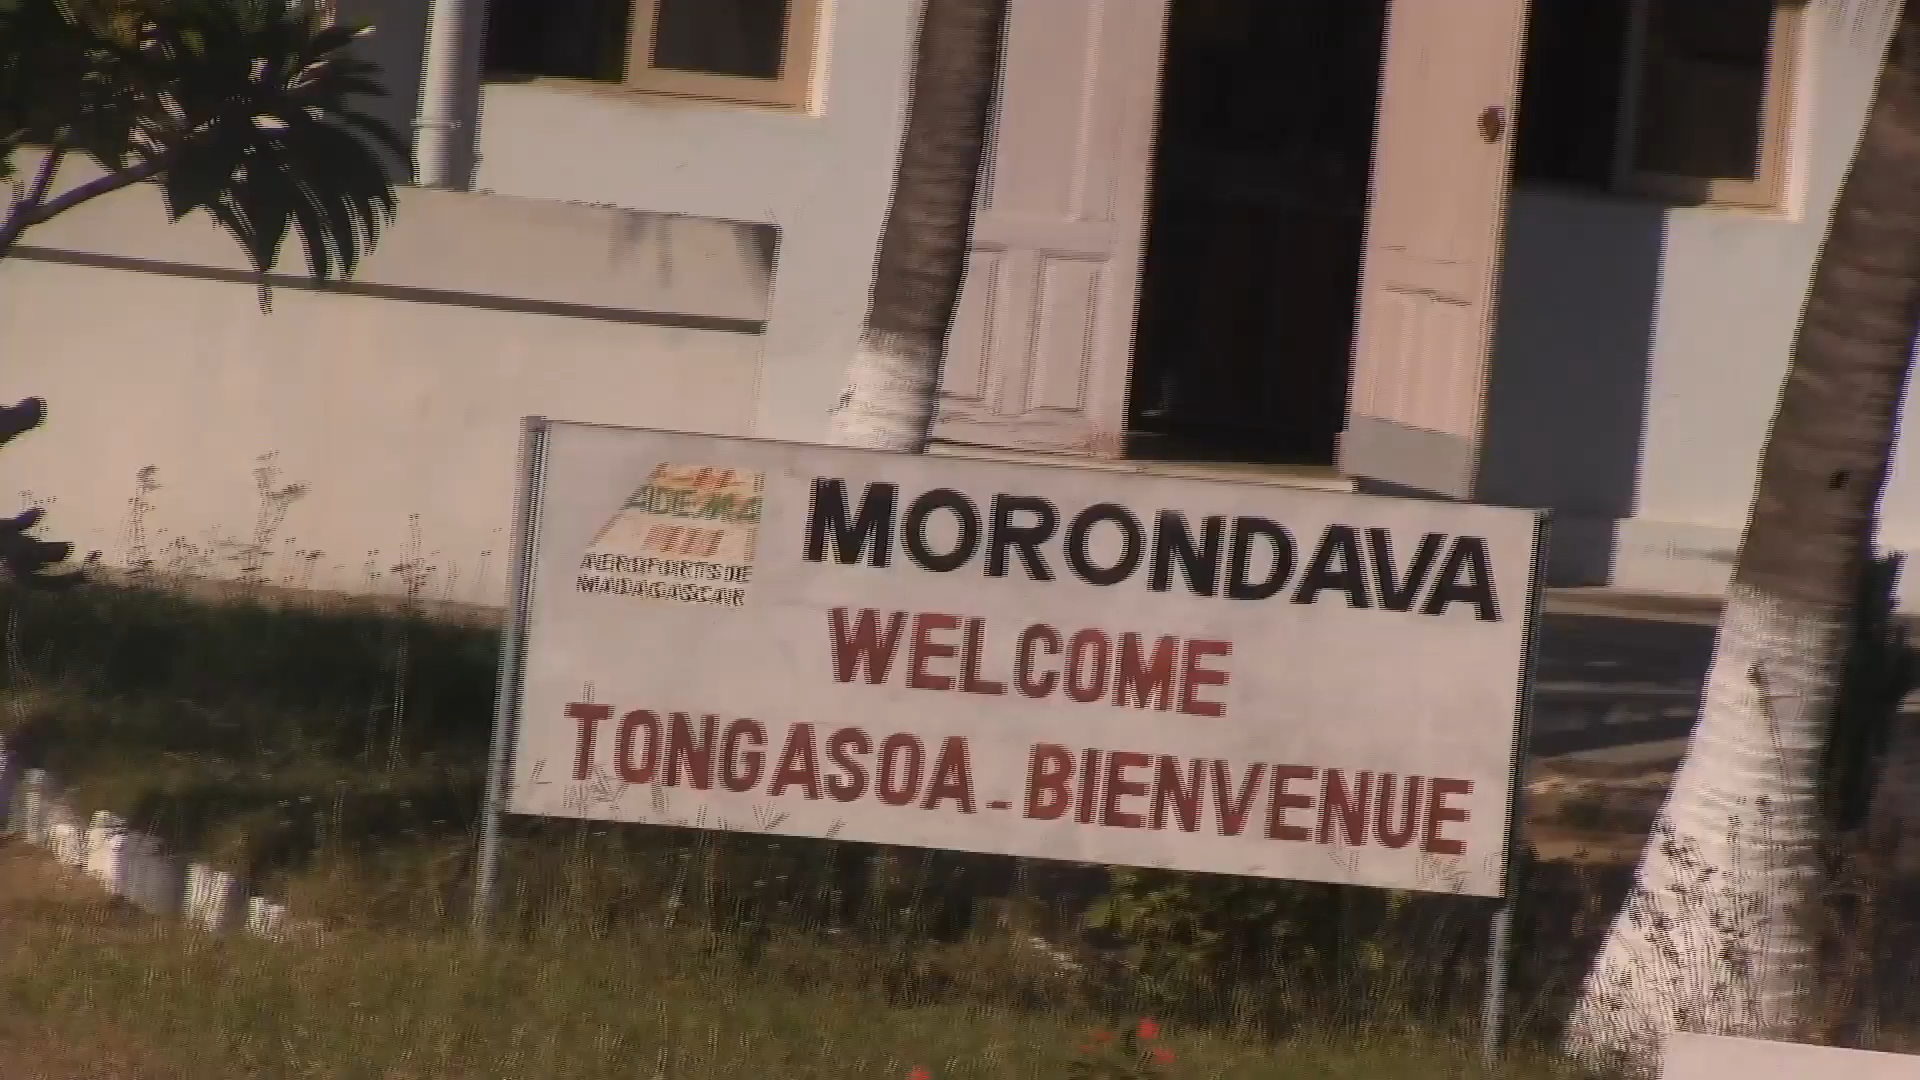 ADEMA
AEROPORTS DE
MADAGASCAR
MORONDAVA
WELCOME
TONGASOA - BIENVENUE